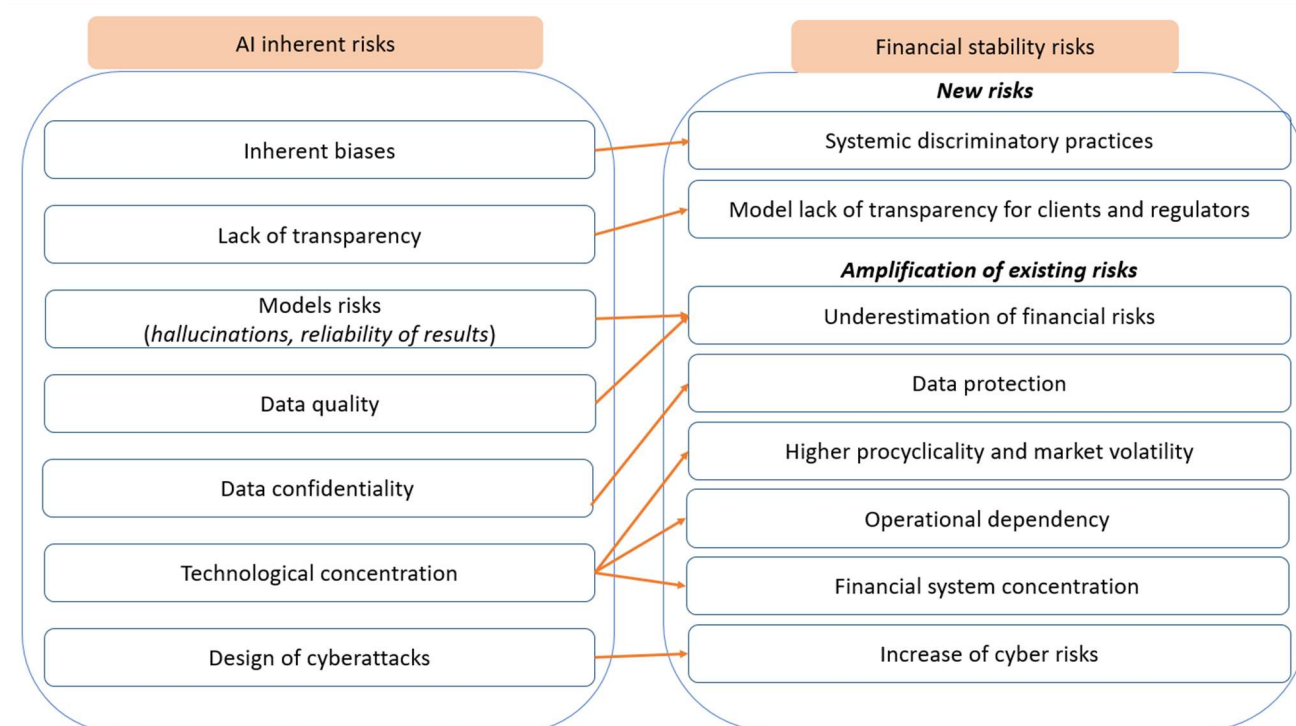 AI inherent risks
Inherent biases
Lack of transparency
Models risks
(hallucinations, reliability of results)
Data quality
Data confidentiality
Technological concentration
Design of cyberattacks
Financial stability risks
New risks
Systemic discriminatory practices
Model lack of transparency for clients and regulators
Amplification of existing risks
Underestimation of financial risks
Data protection
Higher procyclicality and market volatility
Operational dependency
Financial system concentration
Increase of cyber risks